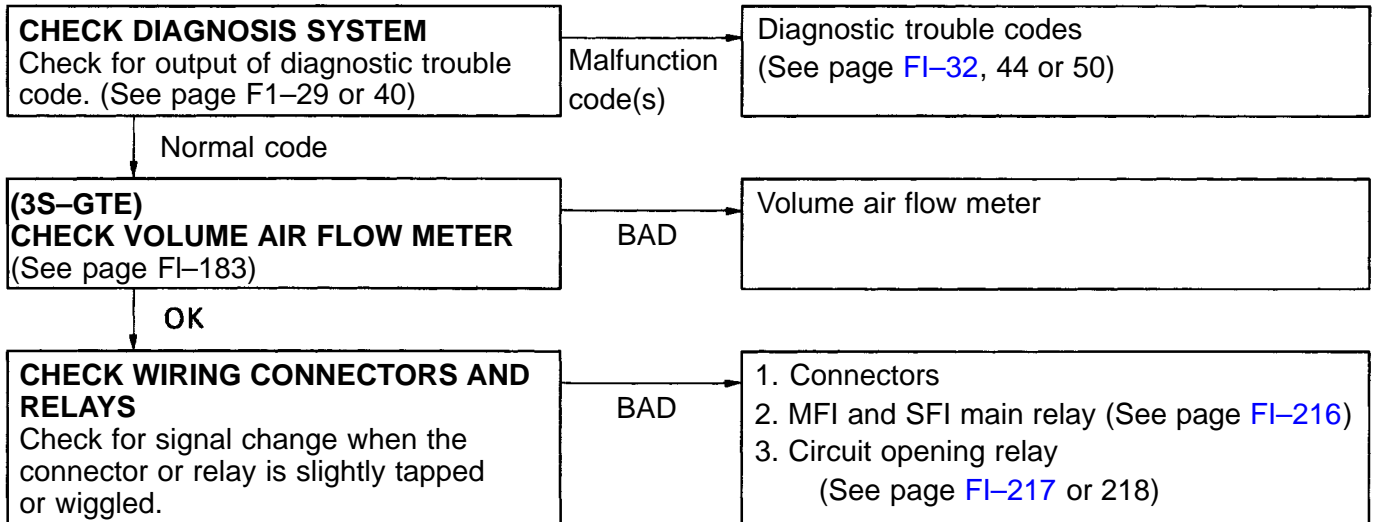 CHECK DIAGNOSIS SYSTEM
Check for output of diagnostic trouble
code. (See page F1–29 or 40)
Malfunction
code(s)
Diagnostic trouble codes
(See page FI–32, 44 or 50)
Normal code
(3S–GTE)
CHECK VOLUME AIR FLOW METER
(See page FI–183)
BAD
Volume air flow meter
OK
CHECK WIRING CONNECTORS AND
RELAYS
Check for signal change when the
connector or relay is slightly tapped
or wiggled.
BAD
1. Connectors
2. MFI and SFI main relay (See page FI–216)
3. Circuit opening relay
(See page FI–217 or 218)